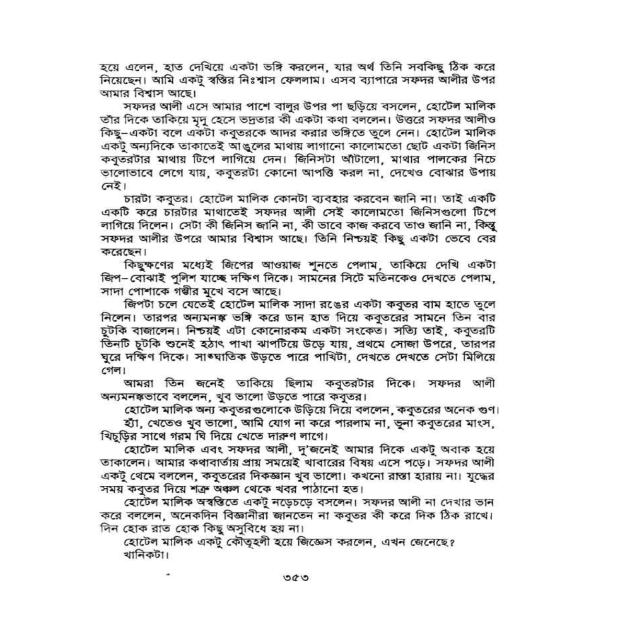 হয়ে এলেন, হাত দেখিয়ে একটা ভঙ্গি করলেন, যার অর্থ তিনি সবকিছু ঠিক করে
নিয়েছেন। আমি একটু স্বস্তির নিঃশ্বাস ফেললাম। এসব ব্যাপারে সফদর আলীর উপর
আমার বিশ্বাস আছে।
সফদর আলী এসে আমার পাশে বালুর উপর পা ছড়িয়ে বসলেন, হোটেল মালিক
তাঁর দিকে তাকিয়ে মৃদু হেসে ভদ্রতার কী একটা কথা বললেন। উত্তরে সফদর আলীও
কিছু-একটা বলে একটা কবুতরকে আদর করার ভঙ্গিতে তুলে নেন। হোটেল মালিক
একটু অন্যদিকে তাকাতেই আঙুলের মাথায় লাগানো কালোমতো ছোট একটা জিনিস
কবুতরটার মাথায় টিপে লাগিয়ে দেন। জিনিসটা আঁটালো, মাথার পালকের নিচে
ভালোভাবে লেগে যায়, কবুতরটা কোনো আপত্তি করল না, দেখেও বোঝার উপায়
নেই।
চারটা কবুতর। হোটেল মালিক কোনটা ব্যবহার করবেন জানি না। তাই একটি
একটি করে চারটার মাথাতেই সফদর আলী সেই কালোমতো জিনিসগুলো টিপে
লাগিয়ে দিলেন। সেটা কী জিনিস জানি না, কী ভাবে কাজ করবে তাও জানি না, কিন্তু
সফদর আলীর উপরে আমার বিশ্বাস আছে। তিনি নিশ্চয়ই কিছু একটা ভেবে বের
করেছেন।
কিছুক্ষণের মধ্যেই জিপের আওয়াজ শুনতে পেলাম, তাকিয়ে দেখি একটা
জিপ-বোঝাই পুলিশ যাচ্ছে দক্ষিণ দিকে। সামনের সিটে মতিনকেও দেখতে পেলাম,
সাদা পোশাকে গম্ভীর মুখে বসে আছে।
জিপটা চলে যেতেই হোটেল মালিক সাদা রঙের একটা কবুতর বাম হাতে তুলে
নিলেন। তারপর অন্যমনস্ক ভঙ্গি করে ডান হাত দিয়ে কবুতরের সামনে তিন বার
চুটকি বাজালেন। নিশ্চয়ই এটা কোনোরকম একটা সংকেত। সত্যি তাই, কবুতরটি
তিনটি চুটকি শুনেই হঠাৎ পাখা ঝাপটিয়ে উড়ে যায়, প্রথমে সোজা উপরে, তারপর
ঘুরে দক্ষিণ দিকে। সাঙ্ঘাতিক উড়তে পারে পাখিটা, দেখতে দেখতে সেটা মিলিয়ে
গেল।
আমরা তিন জনেই তাকিয়ে ছিলাম কবুতরটার দিকে। সফদর আলী
অন্যমনস্কভাবে বললেন, খুব ভালো উড়তে পারে কবুতর।
হোটেল মালিক অন্য কবুতরগুলোকে উড়িয়ে দিয়ে বললেন, কবুতরের অনেক গুণ।
হ্যাঁ, খেতেও খুব ভালো, আমি যোগ না করে পারলাম না, ভুনা কবুতরের মাংস,
খিচুড়ির সাথে গরম ঘি দিয়ে খেতে দারুণ লাগে।
হোটেল মালিক এবং সফদর আলী, দু'জনেই আমার দিকে একটু অবাক হয়ে
তাকালেন। আমার কথাবার্তায় প্রায় সময়েই খাবারের বিষয় এসে পড়ে। সফদর আলী
একটু থেমে বললেন, কবুতরের দিকজ্ঞান খুব ভালো। কখনো রাস্তা হারায় না। যুদ্ধের
সময় কবুতর দিয়ে শত্রু অঞ্চল থেকে খবর পাঠানো হত।
হোটেল মালিক অস্বস্তিতে একটু নড়েচড়ে বসলেন। সফদর আলী না দেখার ভান
করে বললেন, অনেকদিন বিজ্ঞানীরা জানতেন না কবুতর কী করে দিক ঠিক রাখে।
দিন হোক রাত হোক কিছু অসুবিধে হয় না।
হোটেল মালিক একটু কৌতূহলী হয়ে জিজ্ঞেস করলেন, এখন জেনেছে?
খানিকটা।
৩৫৩